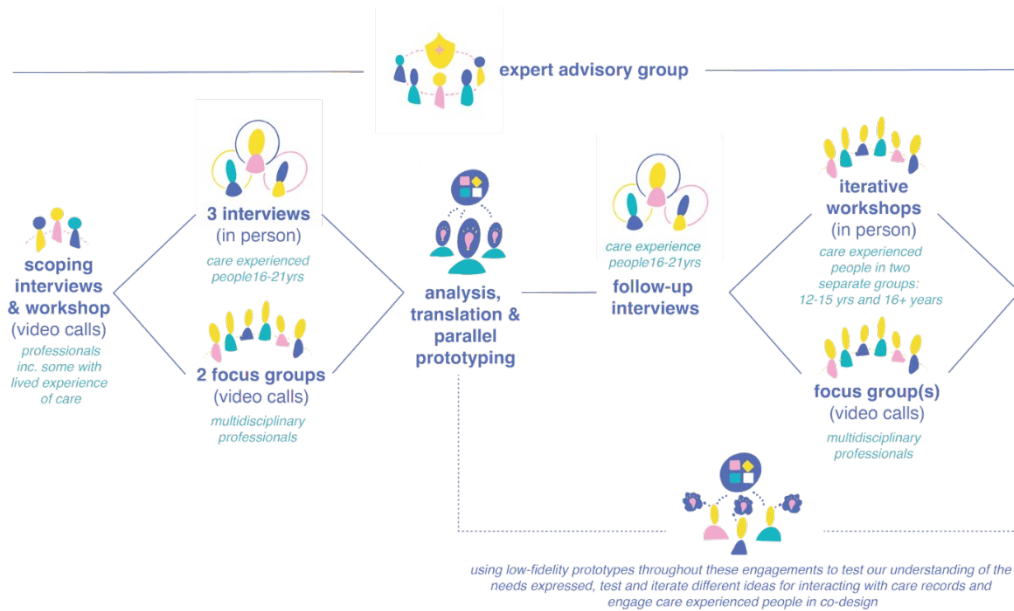 expert advisory group
scoping
interviews
& workshop
(video calls)
professionals
inc. some with
lived experience
of care
3 interviews
(in person)
care experienced
people16-21yrs
2 focus groups
(video calls)
multidisciplinary
professionals
analysis,
translation &
parallel
prototyping
care experience
people16-21yrs)
follow-up
interviews
iterative
workshops
(in person)
care experienced
people in two
separate groups:
12-15 yrs and 16+ years
focus group(s)
(video calls)
multidisciplinary
professionals
using low-fidelity prototypes throughout these engagements to test our understanding of the
needs expressed, test and iterate different ideas for interacting with care records and
engage care experienced people in co-design